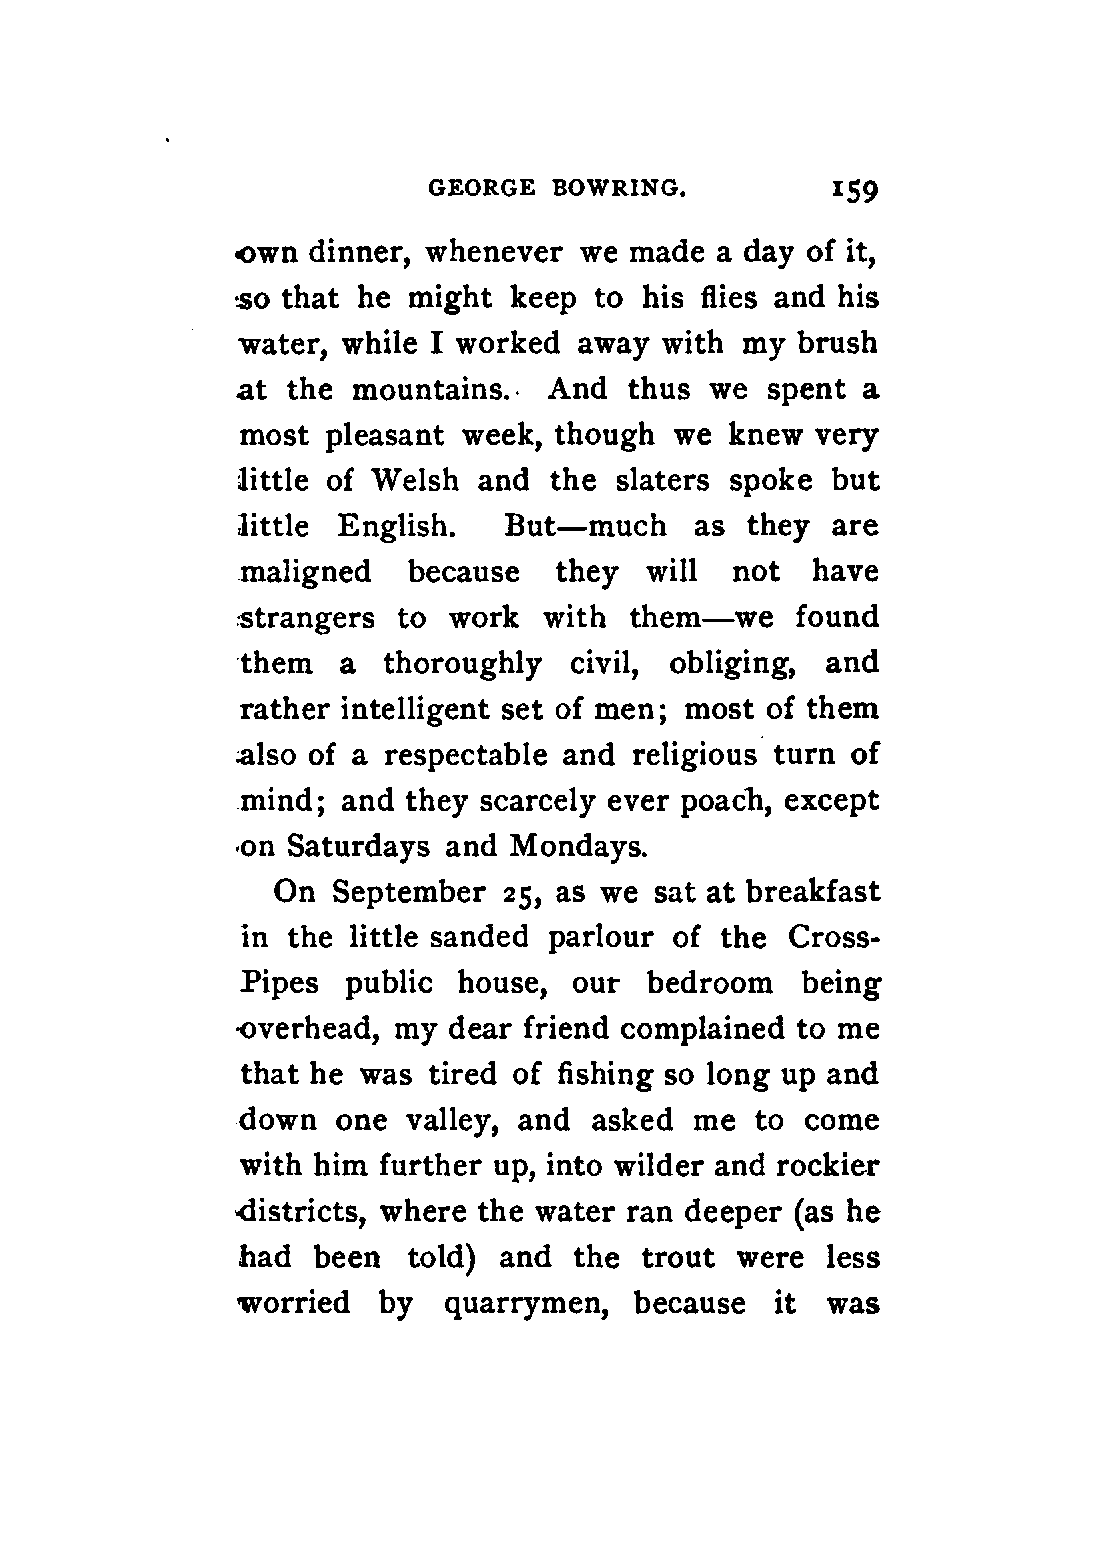 GEORGE BOWRING. 159
own dinner, whenever we made a day of it,
so that he might keep to his flies and his
water, while I worked away with my brush
at the mountains. And thus we spent a
most pleasant week, though we knew very
little of Welsh and the slaters spoke but
little English. But—much as they are
maligned because they will not have
strangers to work with them—we found
them a thoroughly civil, obliging, and
rather intelligent set of men; most of them
also of a respectable and religious turn of
mind; and they scarcely ever poach, except
on Saturdays and Mondays.
On September 25, as we sat at breakfast
in the little sanded parlour of the Cross-
Pipes public house, our bedroom being
overhead, my dear friend complained to me
that he was tired of fishing so long up and
down one valley, and asked me to come
with him further up, into wilder and rockier
districts, where the water ran deeper (as he
had been told) and the trout were less
worried by quarrymen, because it was